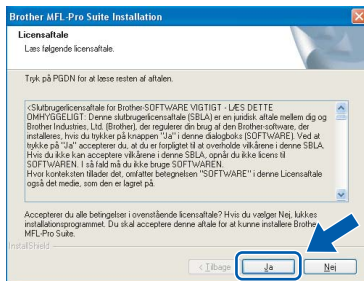 Brother MFL-Pro Suite Installation
Licensaftale
Læs følgende licensaftale.
Tryk på PGDN for at læse resten af aftalen.
<Slutbrugerlicensaftale for Brother-SOFTWARE VIGTIGT - LÆS DETTE
OMHYGGELIGT: Denne slutbrugerlicensaftale (SBLA) er en juridisk aftale mellem dig og
Brother Industries, Ltd. (Brother), der regulerer din brug af den Brother-software, der
installeres, hvis du trykker på knappen "Ja" i denne dialogboks (SOFTWARE). Ved at
trykke på "Ja" accepterer du, at du er forpligtet til at overholde vilkårene i denne SBLA.
Hvis du ikke kan acceptere vilkårene i denne SBLA, opnår du ikke licens til
SOFTWAREN. I så fald må du ikke bruge SOFTWAREN.
Hvor konteksten tillader det, omfatter betegnelsen "SOFTWARE" i denne Licensaftale
også det medie, som den er lagret på.
Accepterer du alle betingelser i ovenstående licensaftale? Hvis du vælger Nej, lukkes
installationsprogrammet. Du skal acceptere denne aftale for at kunne installere Brother
MFL-Pro Suite.
InstallShield
< Tilbage
Ja
Nej